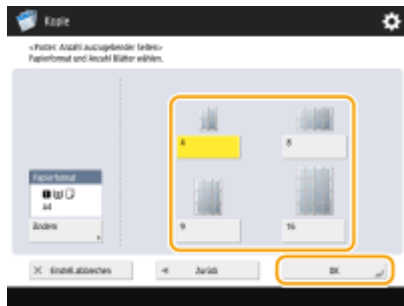 Kopie
<Poster: Anzahl auszugebender Seiten>
Papierformat und Anzahl Blätter wählen.
4
8
Papierformat
A4
Ändern
9
16
Einstell. abbrechen
Zurück
OK